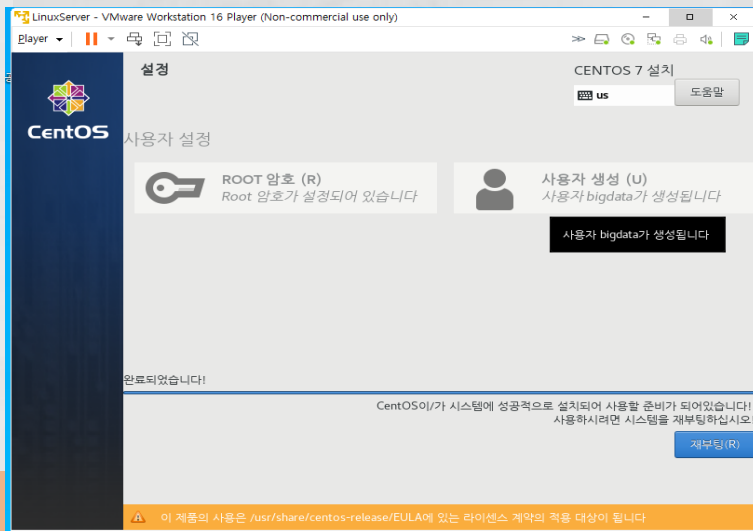 LinuxServer - VMware Workstation 16 Player (Non-commercial use only)
Player
설정
CENTOS 7 설치
us
도움말
CentOS
사용자 설정
ROOT 암호 (R)
Root 암호가 설정되어 있습니다
사용자 생성 (U)
사용자 bigdata가 생성됩니다
사용자 bigdata가 생성됩니다
완료되었습니다!
CentOS이/가 시스템에 성공적으로 설치되어 사용할 준비가 되어있습니다!
사용하시려면 시스템을 재부팅하십시오!
재부팅(R)
이 제품의 사용은 /usr/share/centos-release/EULA에 있는 라이센스 계약의 적용 대상이 됩니다